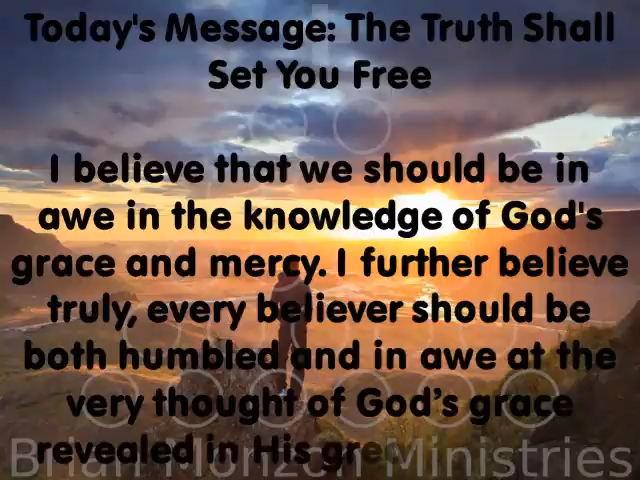 Today's Message: The Truth Shall
Set You Free
I believe that we should be in
awe in the knowledge of God's
grace and mercy. I further believe
truly, every believer should be
both humbled and in awe at the
very thought of God’s grace
revealed in His gre
Brian Monzon Ministries